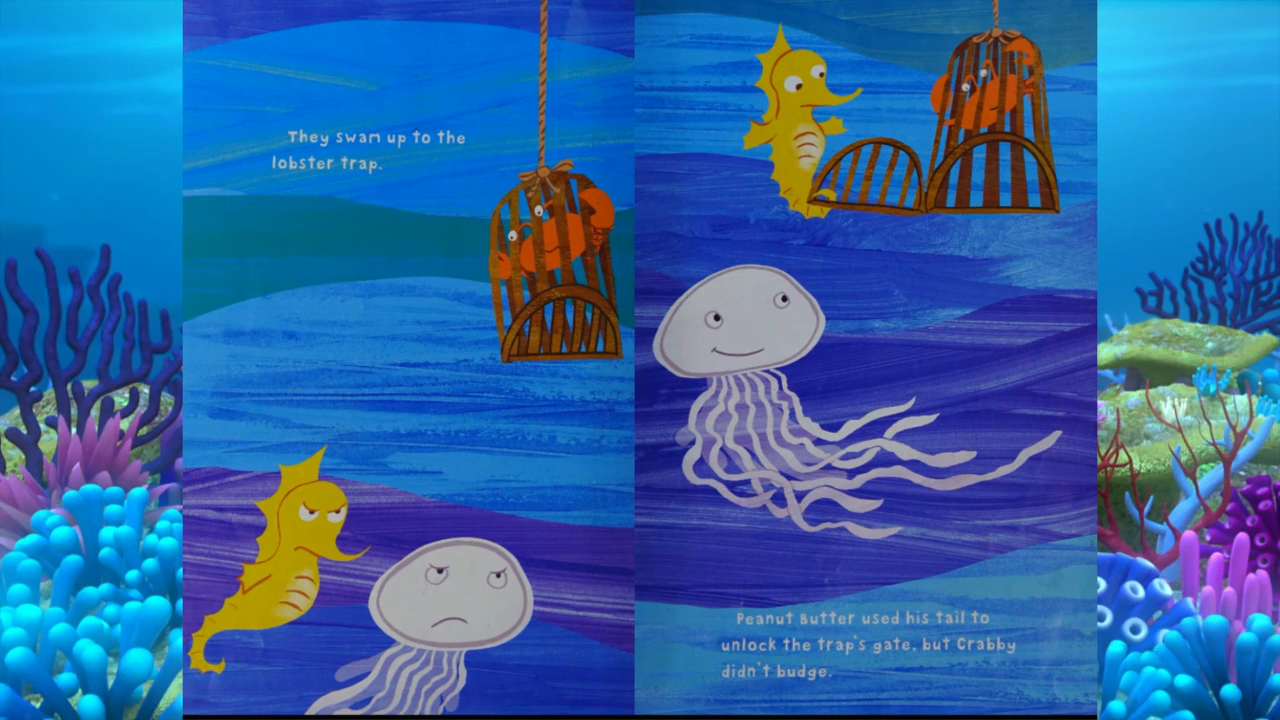 They swam up to the
lobster trap.
Peanut Butter used his tail to
unlock the trap's gate, but Crabby
didn't budge.